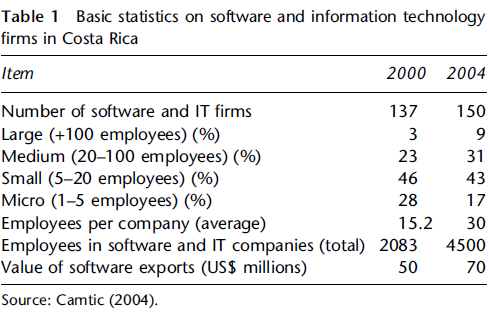 Table 1 Basic statistics on software and information technology
firms in Costa Rica
Item 2000 2004
Number of software and IT firms 137 150
Large (+100 employees) (%) 3 9
Medium (20–100 employees) (%) 23 31
Small (5–20 employees) (%) 46 43
Micro (1–5 employees) (%) 28 17
Employees per company (average) 15.2 30
Employees in software and IT companies (total) 2083 4500
Value of software exports (US$ millions) 50 70
Source: Camtic (2004).